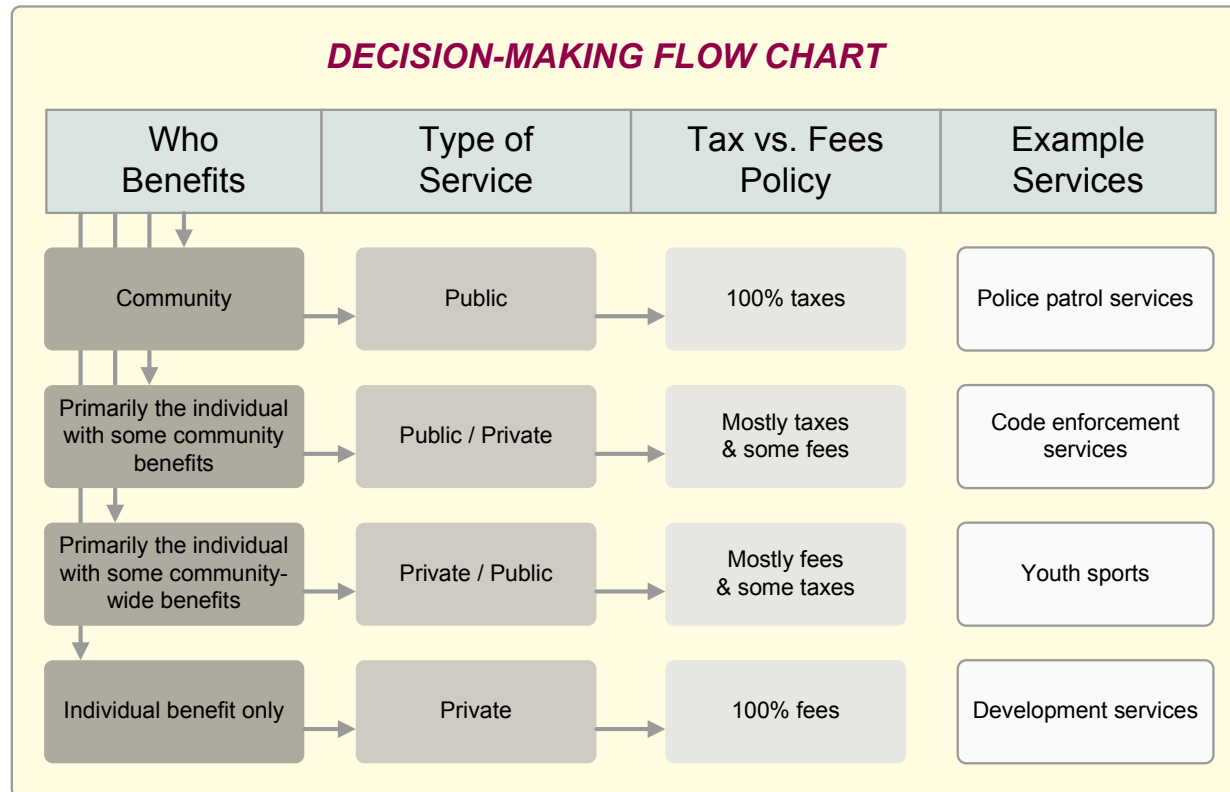 DECISION-MAKING FLOW CHART
Who
Benefits
Type of
Service
Tax vs. Fees
Policy
Example
Services
Community
Public
100% taxes
Police patrol services
Primarily the individual
with some community
benefits
Public / Private
Mostly taxes
& some fees
Code enforcement
services
Primarily the individual
with some community-
wide benefits
Private / Public
Mostly fees
& some taxes
Youth sports
Individual benefit only
Private
100% fees
Development services